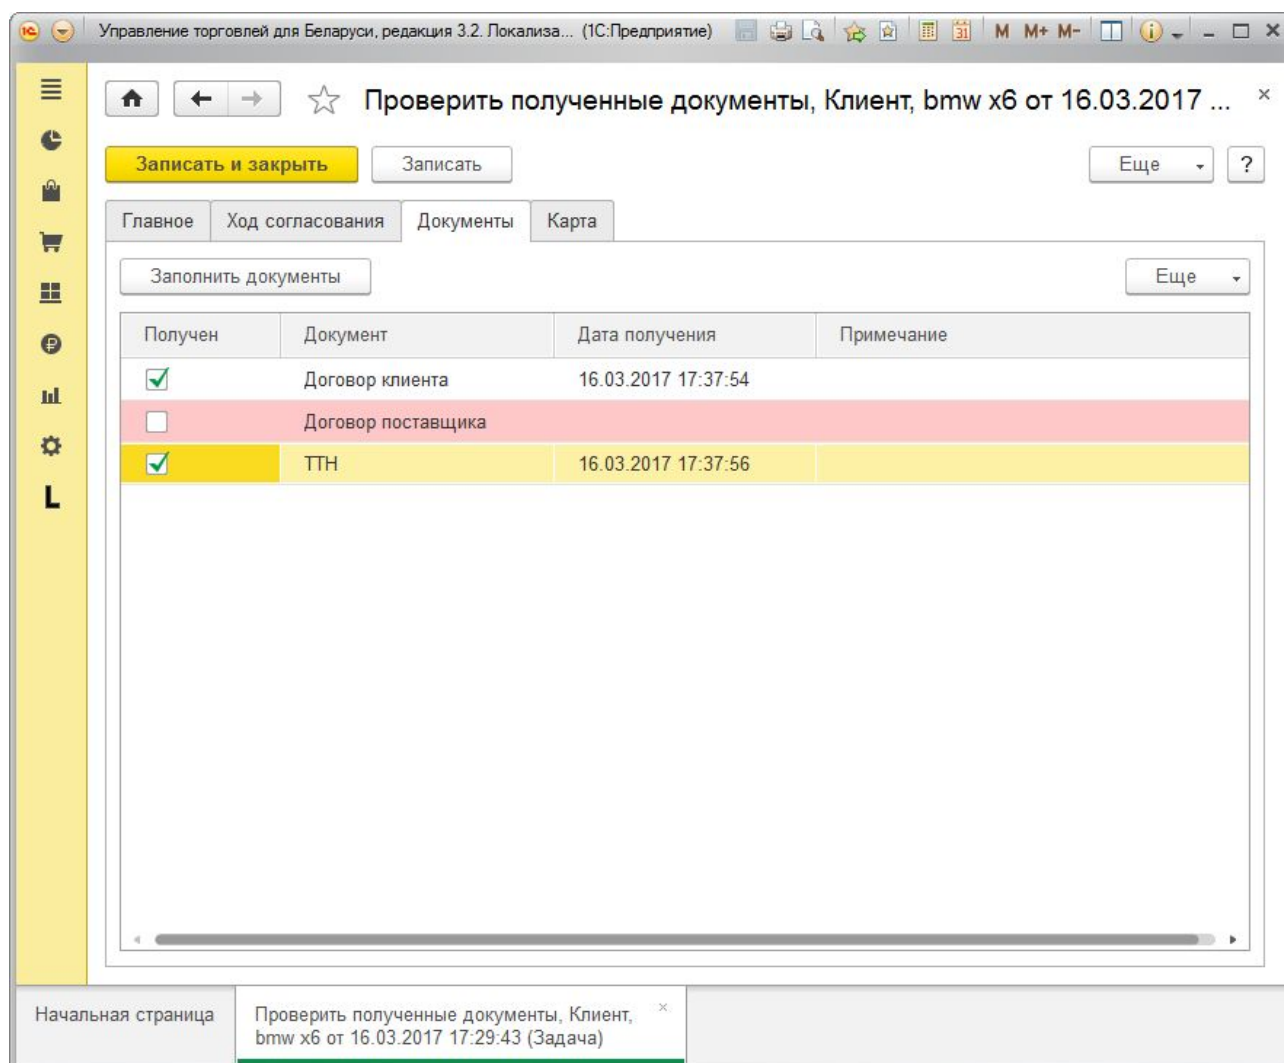 1С Управление торговлей для Беларуси, редакция 3.2. Локализа... (1С:Предприятие) 31 M M+ M-
Проверить полученные документы, Клиент, bmw x6 от 16.03.2017 ...
Записать и закрыть Записать Еще ?
Главное Ход согласования Документы Карта
Заполнить документы Еще
Получен Документ Дата получения Примечание
Договор клиента 16.03.2017 17:37:54
Договор поставщика
ТТН 16.03.2017 17:37:56
L
Начальная страница
Проверить полученные документы, Клиент,
bmw x6 от 16.03.2017 17:29:43 (Задача)